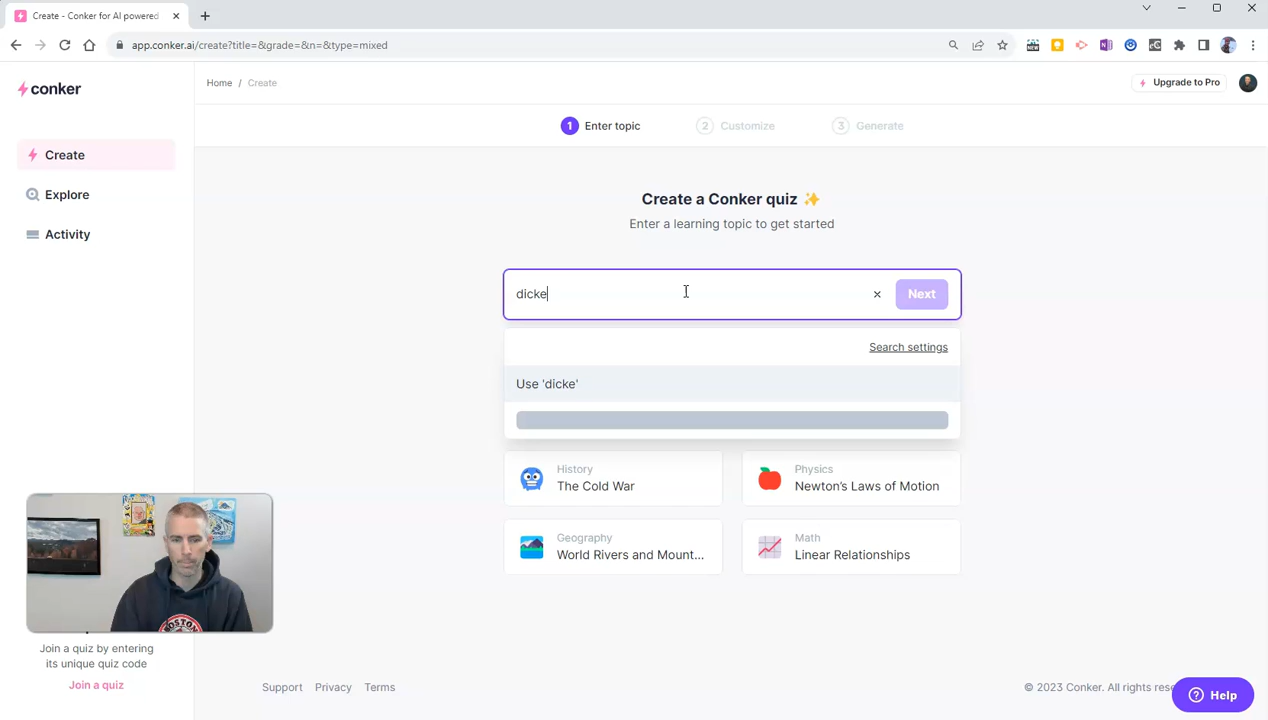 Create - Conker for AI powered
app.conker.ai/create?title=&grade=&n=&type=mixed
conker
Home / Create
Upgrade to Pro
1 Enter topic
2 Customize
3 Generate
Create
Explore
Activity
Create a Conker quiz ✨
Enter a learning topic to get started
dicke
Next
Search settings
Use 'dicke'
History
The Cold War
Physics
Newton's Laws of Motion
Geography
World Rivers and Mount...
Math
Linear Relationships
BOSTON
Join a quiz by entering
its unique quiz code
Join a quiz
Support
Privacy
Terms
© 2023 Conker. All rights rese
Help